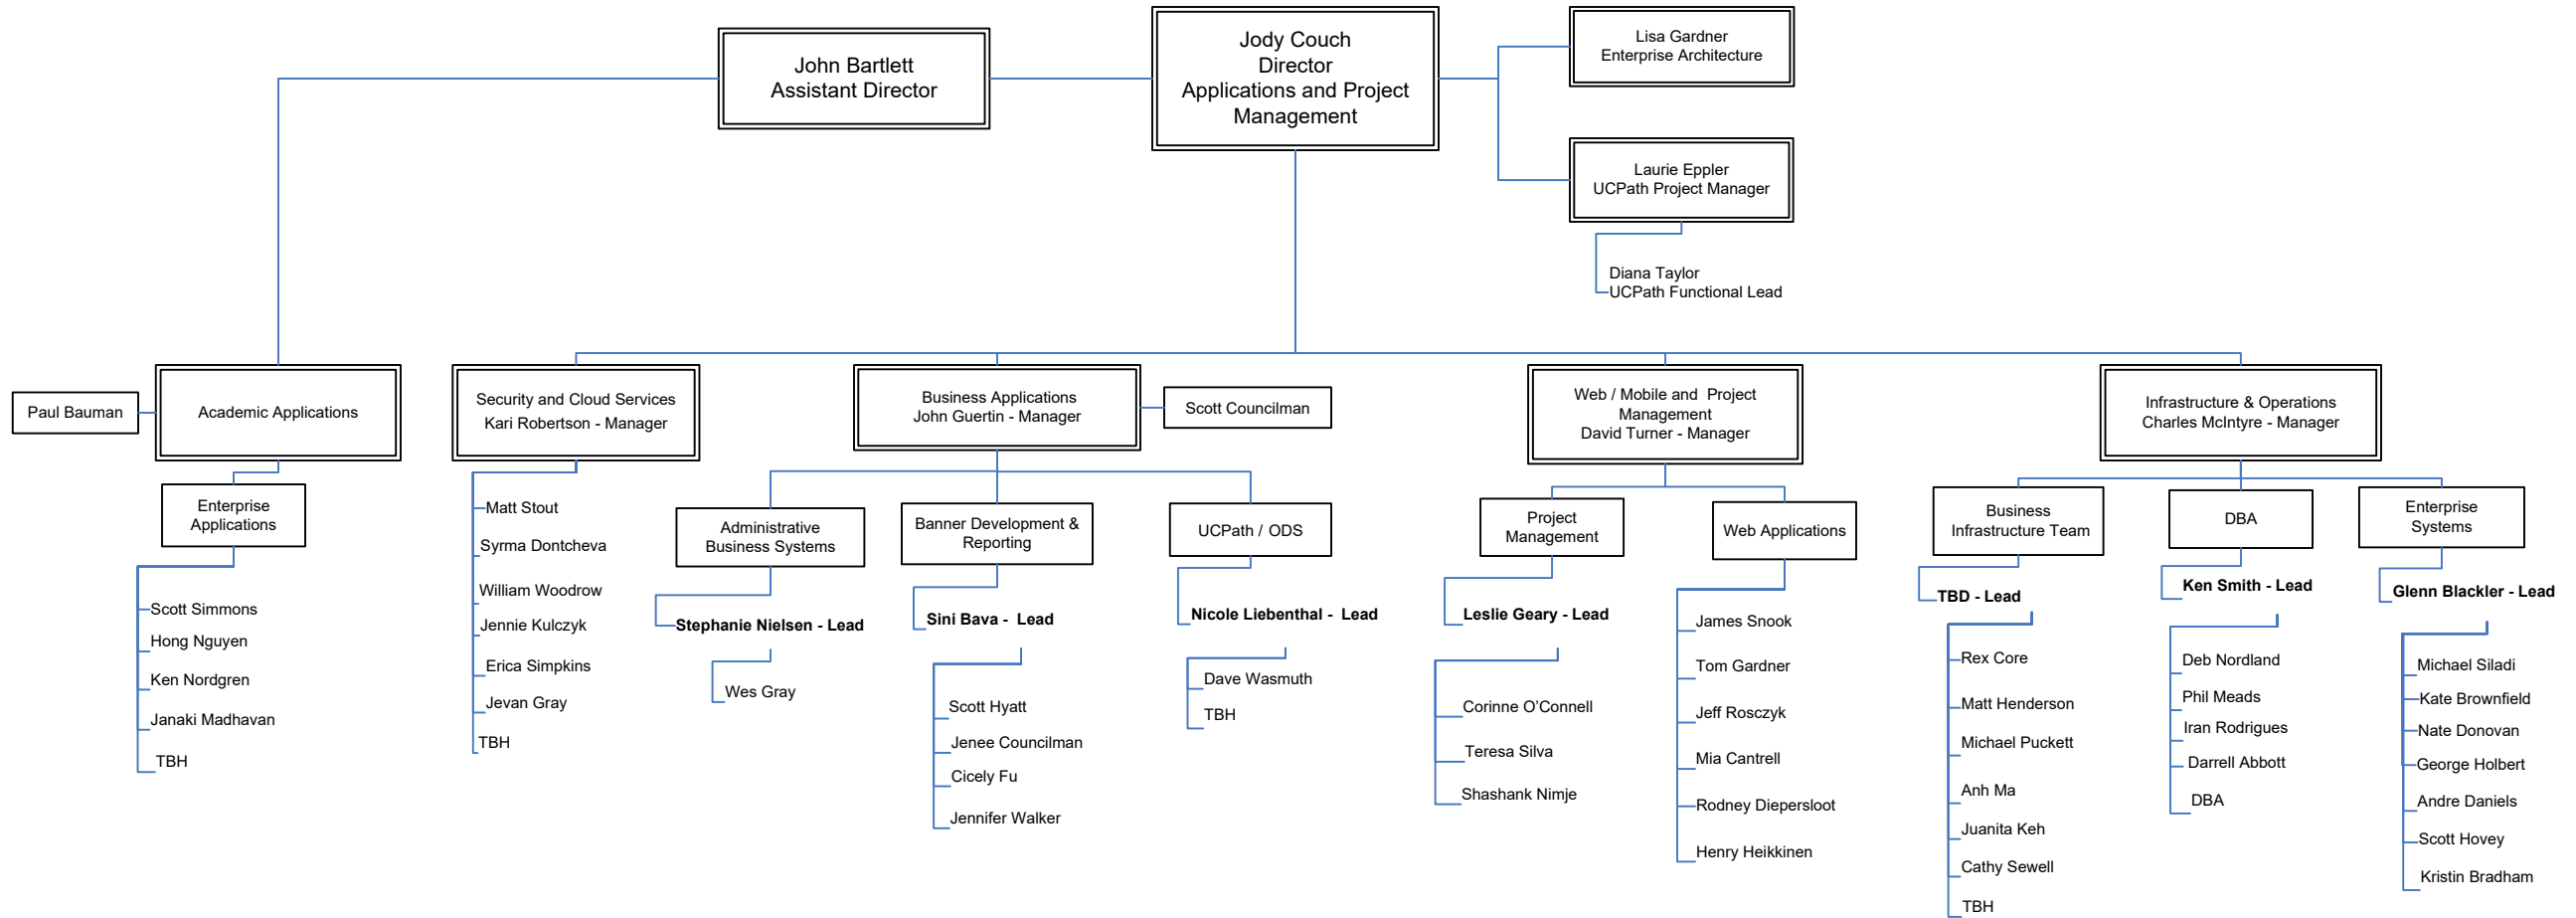 John Bartlett
Assistant Director
Jody Couch
Director
Applications and Project
Management
Lisa Gardner
Enterprise Architecture
Laurie Eppler
UCPath Project Manager
Diana Taylor
UCPath Functional Lead
Paul Bauman
Academic Applications
Enterprise
Applications
Scott Simmons
Hong Nguyen
Ken Nordgren
Janaki Madhavan
TBH
Security and Cloud Services
Kari Robertson - Manager
Matt Stout
Syrma Dontcheva
William Woodrow
Jennie Kulczyk
Erica Simpkins
Jevan Gray
TBH
Business Applications
John Guertin - Manager
Scott Councilman
Administrative
Business Systems
Stephanie Nielsen - Lead
Wes Gray
Banner Development &
Reporting
Sini Bava - Lead
Scott Hyatt
Jenee Councilman
Cicely Fu
Jennifer Walker
UCPath / ODS
Nicole Liebenthal - Lead
Dave Wasmuth
TBH
Web / Mobile and Project
Management
David Turner - Manager
Project
Management
Leslie Geary - Lead
Corinne O’Connell
Teresa Silva
Shashank Nimje
Web Applications
James Snook
Tom Gardner
Jeff Rosczyk
Mia Cantrell
Rodney Diepersloot
Henry Heikkinen
Infrastructure & Operations
Charles McIntyre - Manager
Business
Infrastructure Team
TBD - Lead
Rex Core
Matt Henderson
Michael Puckett
Anh Ma
Juanita Keh
Cathy Sewell
TBH
DBA
Ken Smith - Lead
Deb Nordland
Phil Meads
Iran Rodrigues
Darrell Abbott
DBA
Enterprise
Systems
Glenn Blackler - Lead
Michael Siladi
Kate Brownfield
Nate Donovan
George Holbert
Andre Daniels
Scott Hovey
Kristin Bradham